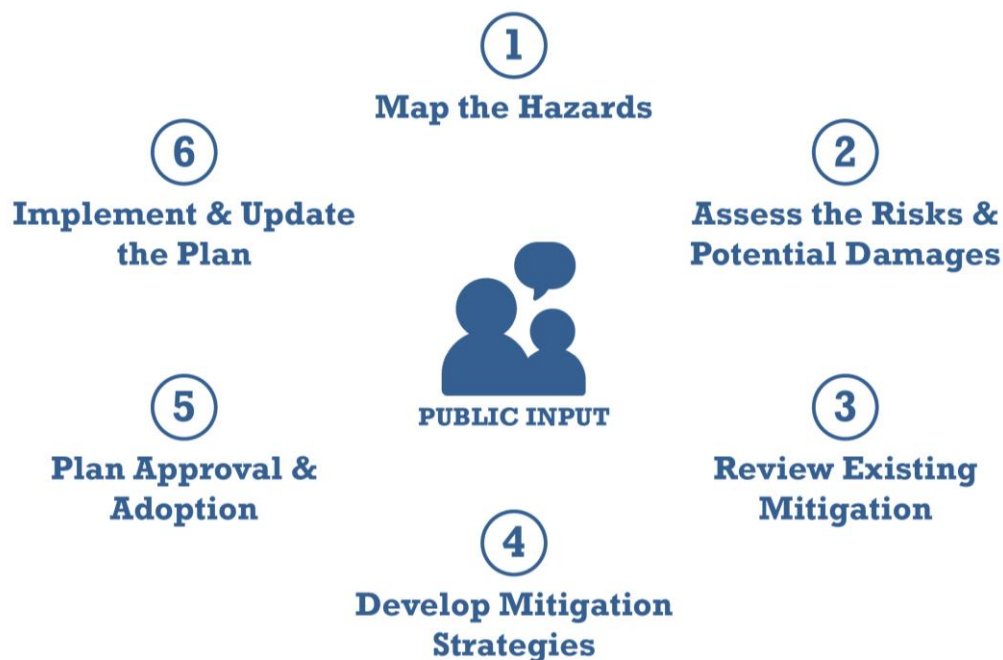 1
Map the Hazards
2
Assess the Risks &
Potential Damages
3
Review Existing
Mitigation
4
Develop Mitigation
Strategies
5
Plan Approval &
Adoption
6
Implement & Update
the Plan
PUBLIC INPUT